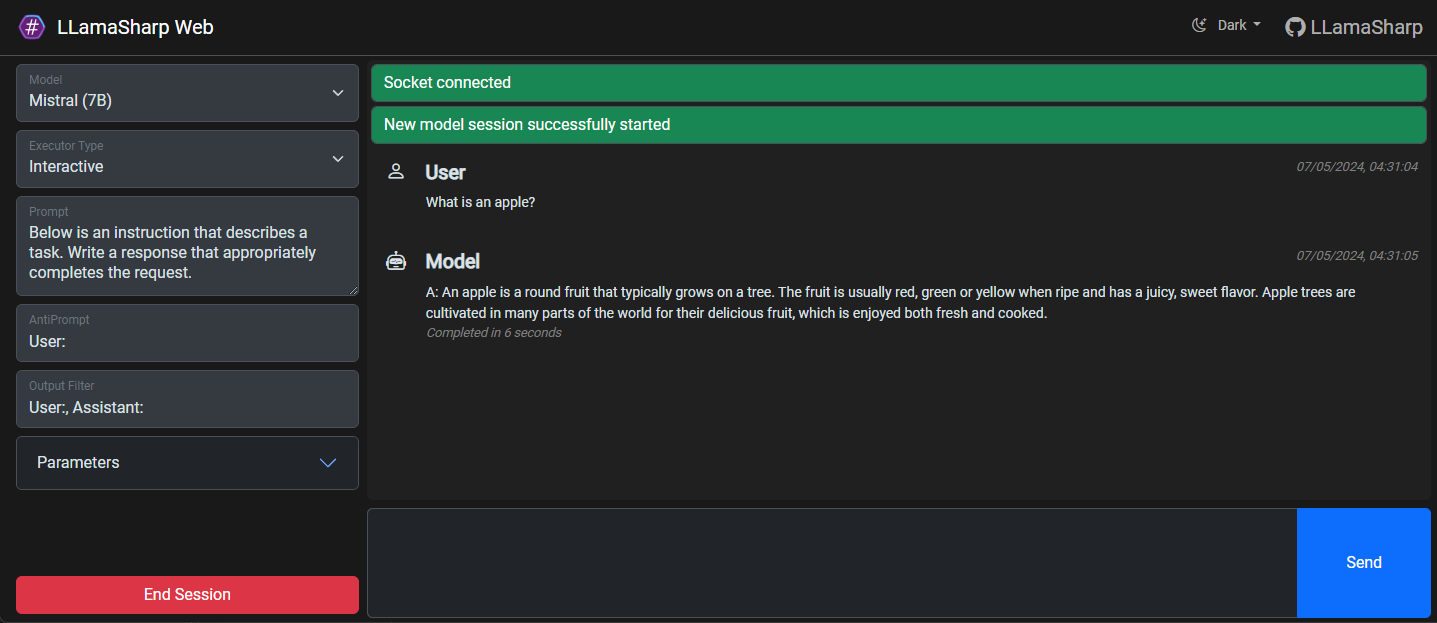 LLamaSharp Web
Dark
LLamaSharp
Model
Mistral (7B)
Executor Type
Interactive
Prompt
Below is an instruction that describes a
task. Write a response that appropriately
completes the request.
AntiPrompt
User:
Output Filter
User:, Assistant:
Parameters
End Session
Socket connected
New model session successfully started
User
07/05/2024, 04:31:04
What is an apple?
Model
07/05/2024, 04:31:05
A: An apple is a round fruit that typically grows on a tree. The fruit is usually red, green or yellow when ripe and has a juicy, sweet flavor. Apple trees are
cultivated in many parts of the world for their delicious fruit, which is enjoyed both fresh and cooked.
Completed in 6 seconds
Send